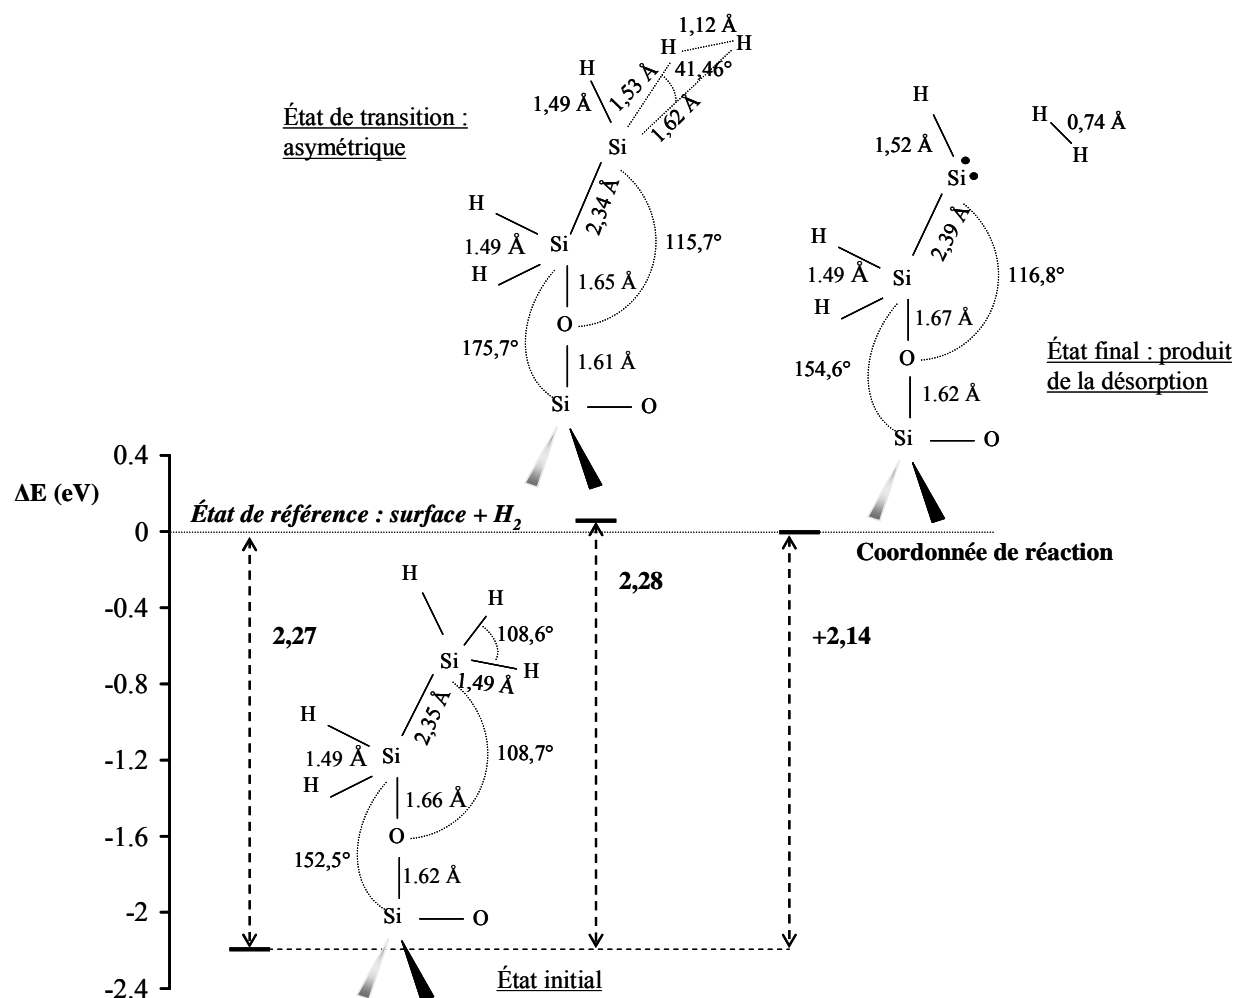 État de transition :
asymétrique
H
1,12 Å
H
H
1,49 Å
1,53 Å
41,46°
1,62 Å
Si
2,34 Å
H
1.49 Å
H
Si
115,7°
1.65 Å
O
175,7°
1.61 Å
Si
O
H
1,52 Å
Si
H
0,74 Å
H
2,39 Å
H
1.49 Å
H
Si
116,8°
1.67 Å
O
154,6°
1.62 Å
Si
O
État final : produit
de la désorption
ΔE (eV)
0.4
0
-0.4
-0.8
-1.2
-1.6
-2
-2.4
État de référence : surface + H2
Coordonnée de réaction
2,27
2,28
+2,14
H
H
108,6°
Si
H
1,49 Å
2,35 Å
H
1.49 Å
H
Si
108,7°
1.66 Å
O
152,5°
1.62 Å
Si
O
État initial